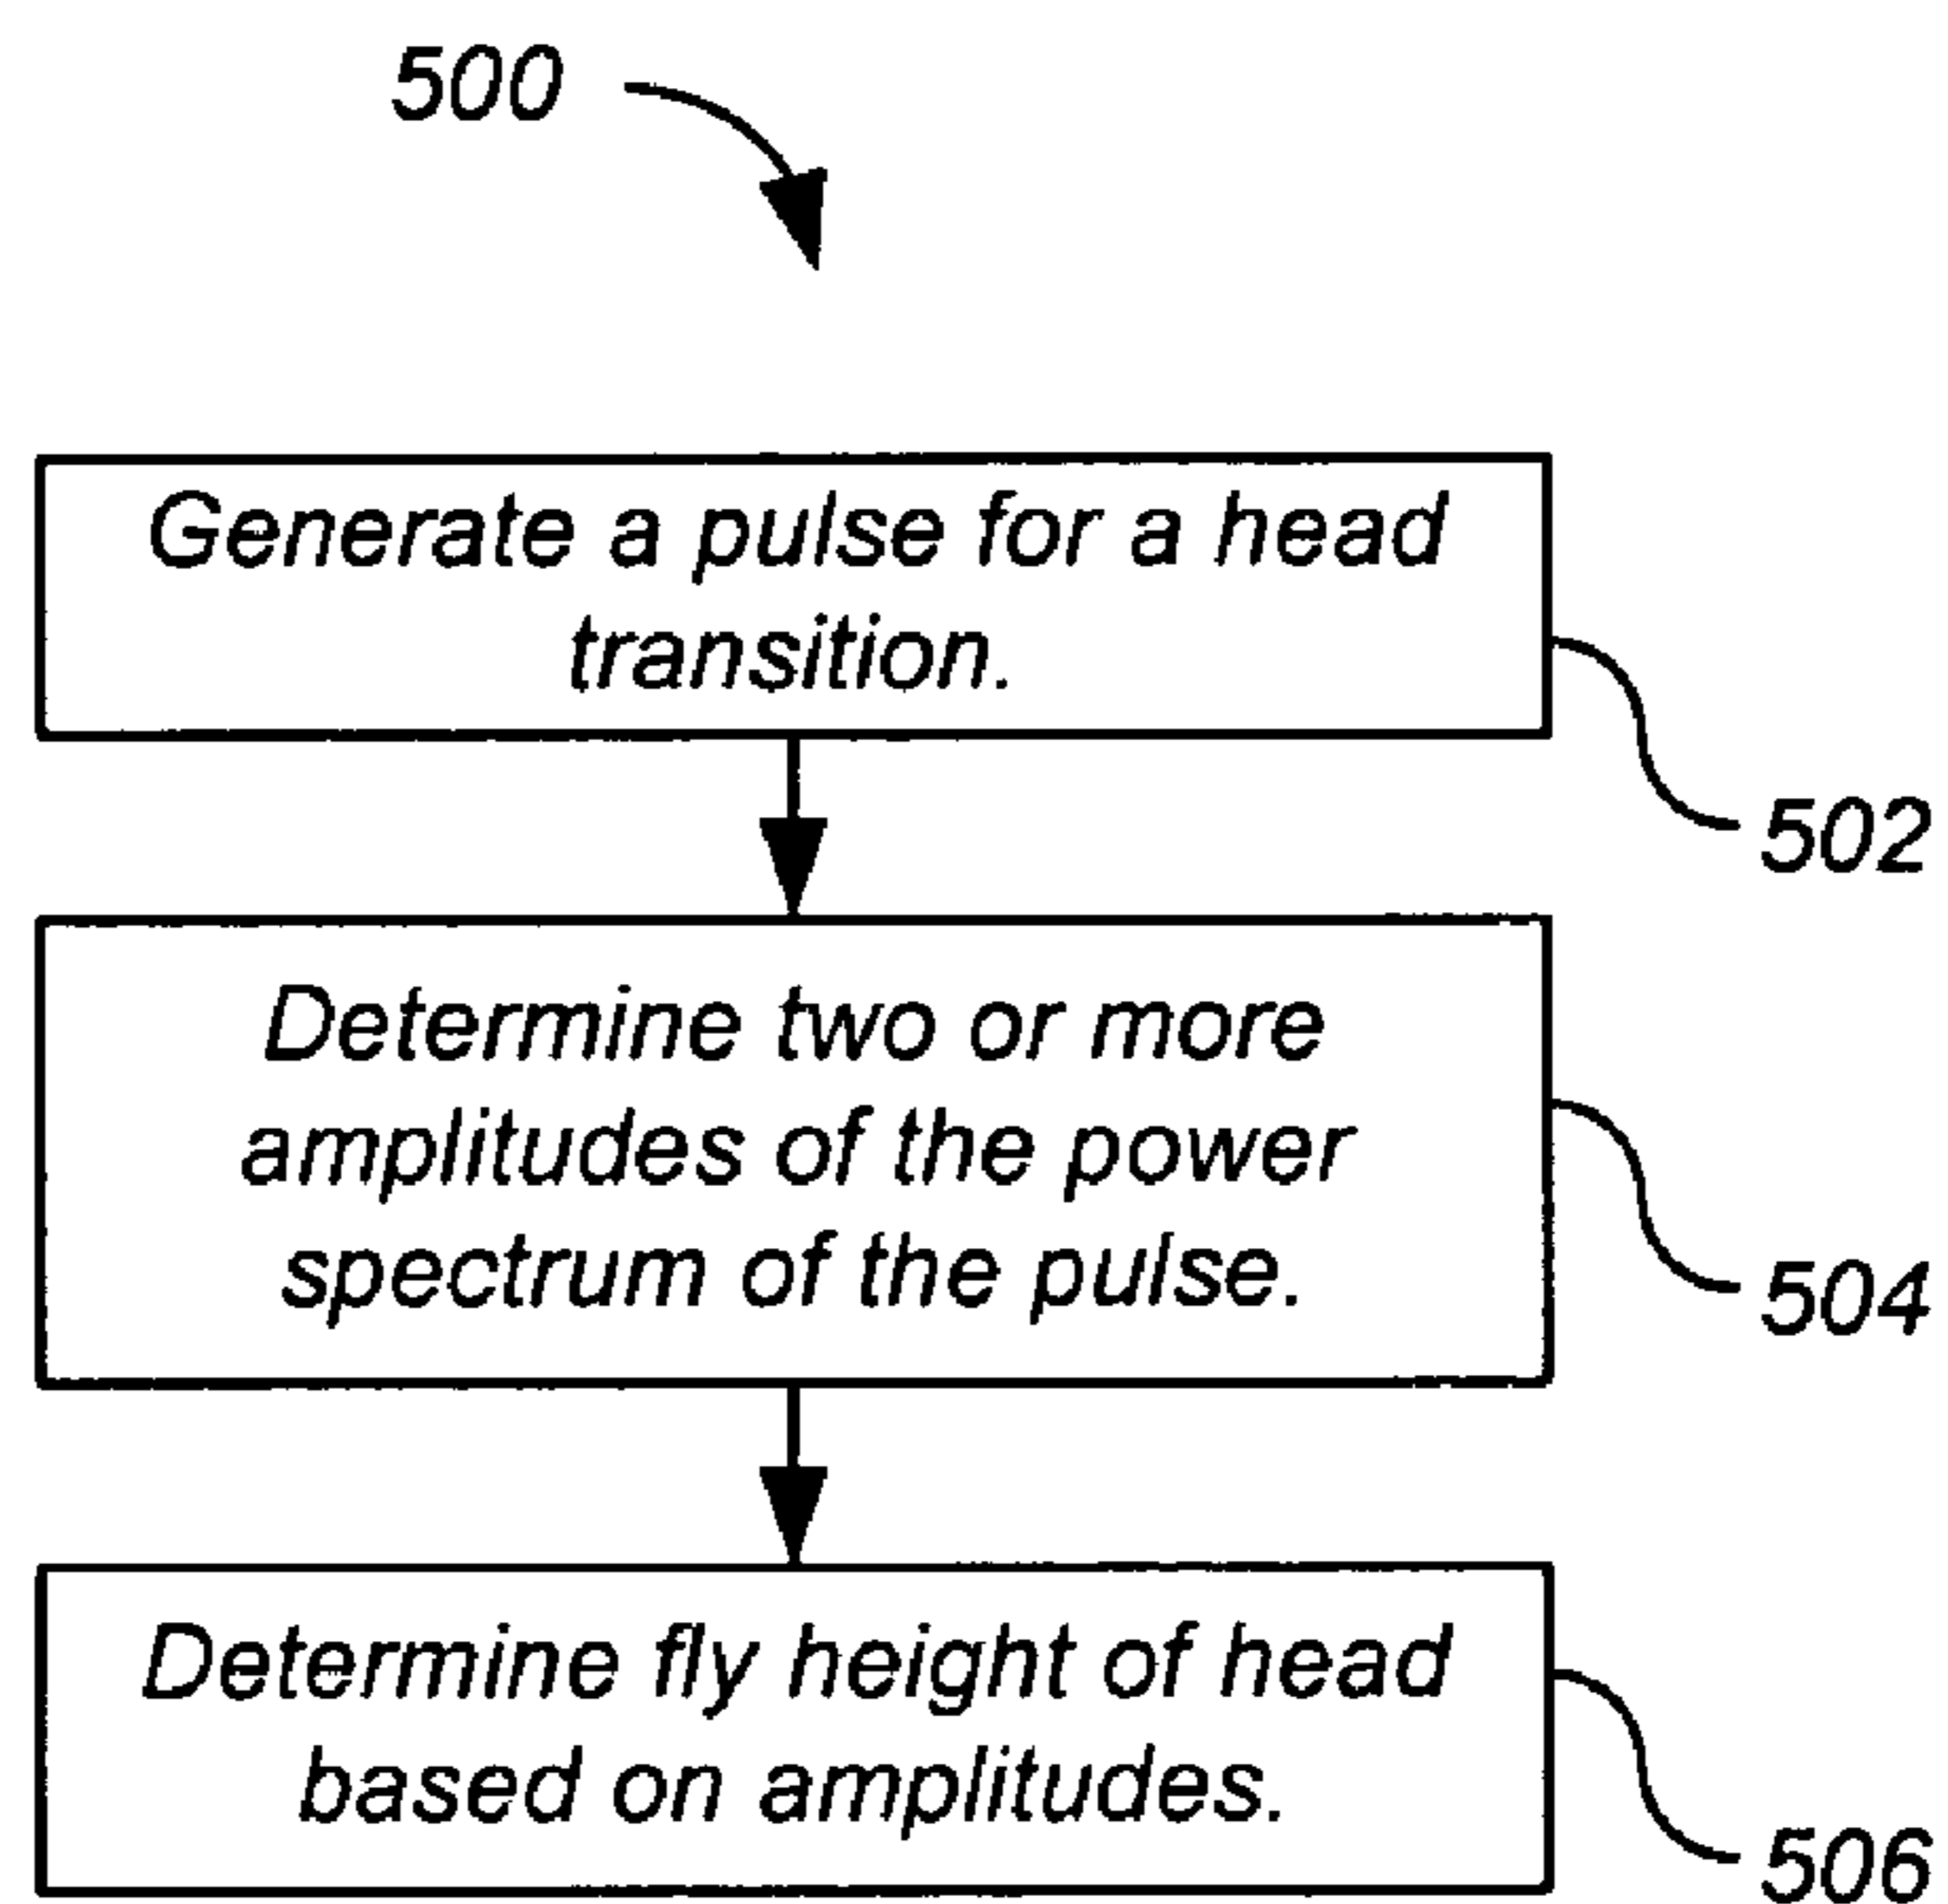 500
Generate a pulse for a head
transition.
502
Determine two or more
amplitudes of the power
spectrum of the pulse.
504
Determine fly height of head
based on amplitudes.
506